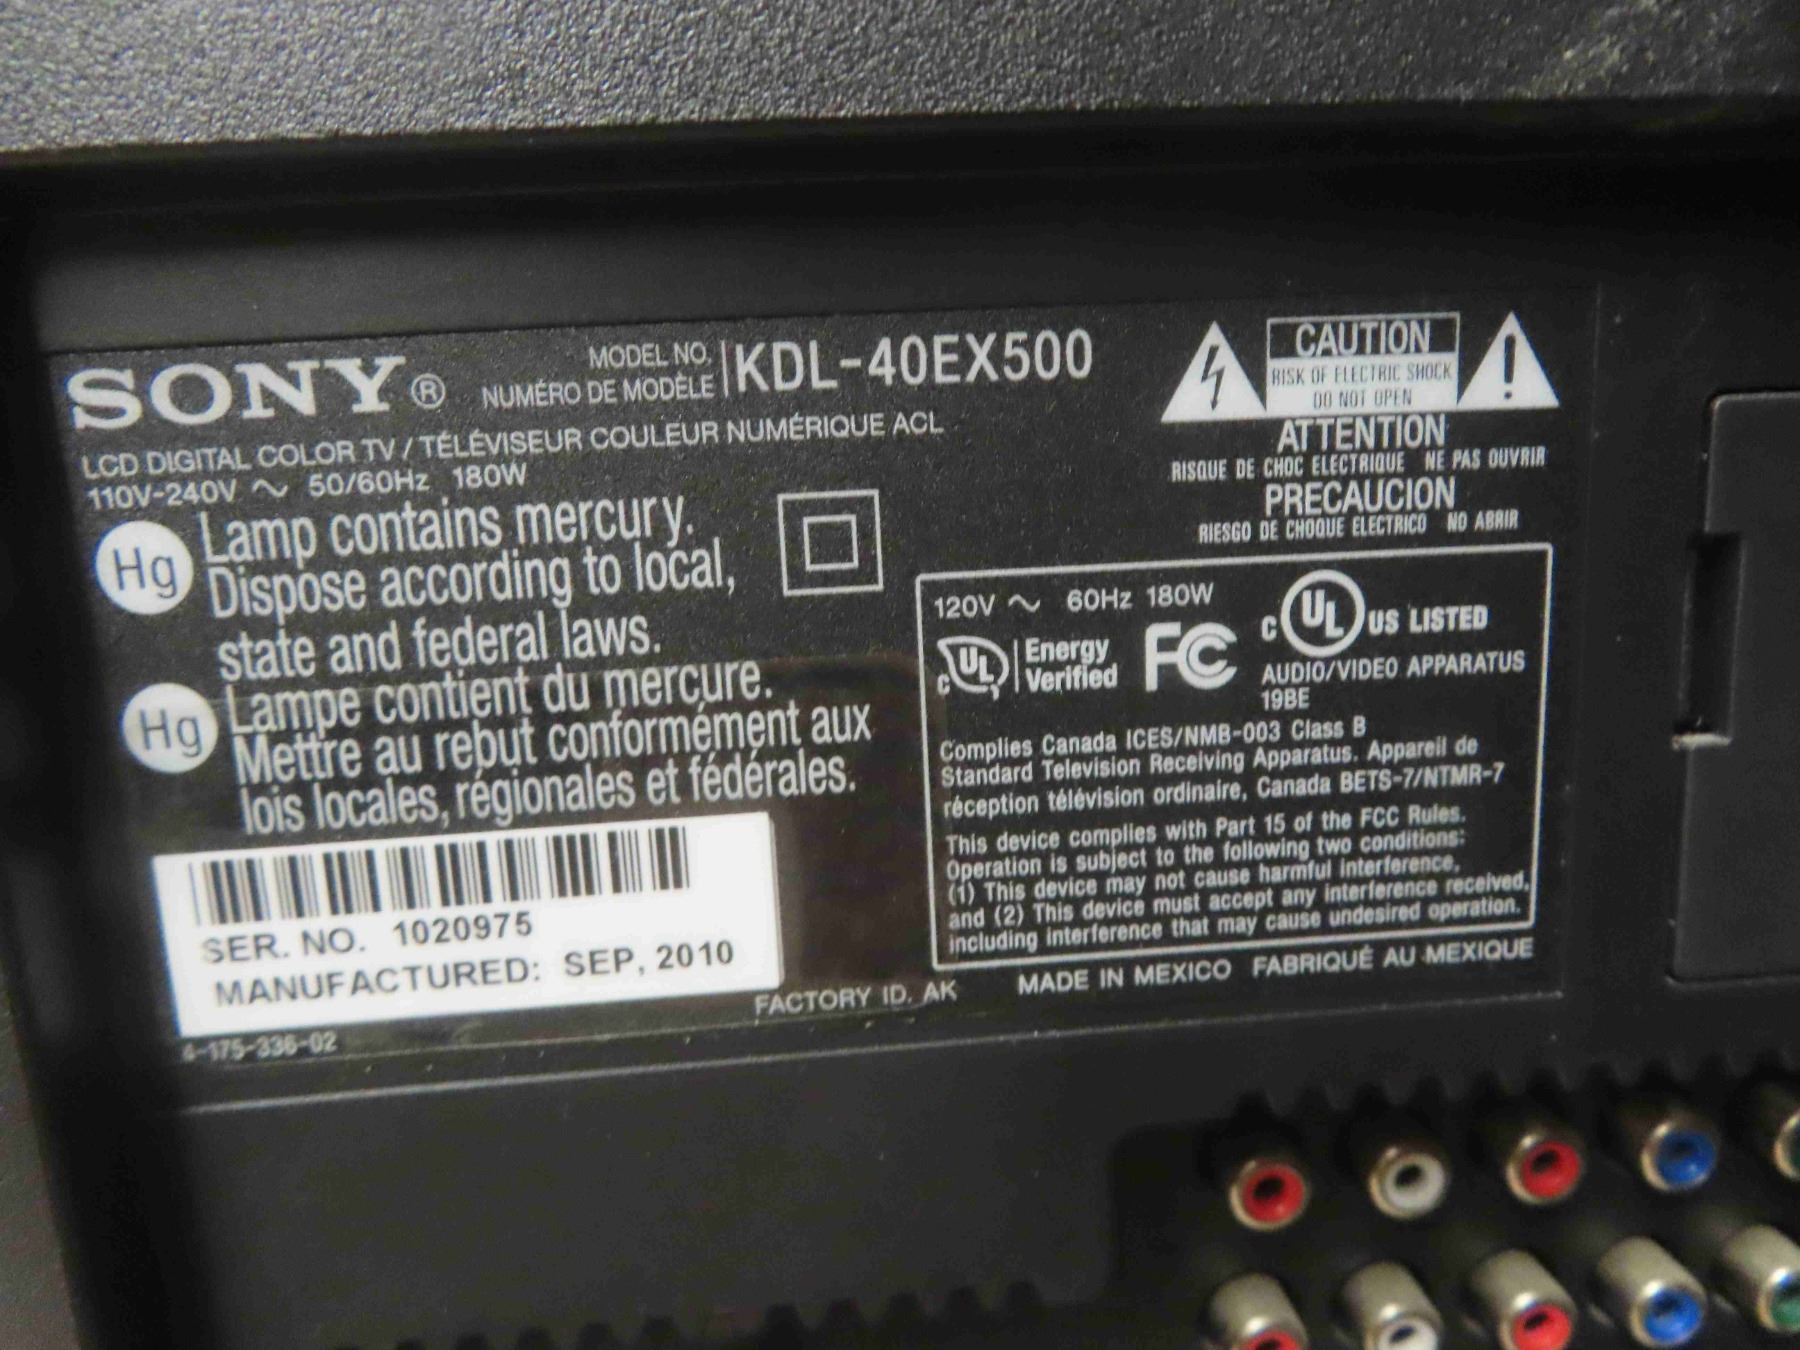 SONY®
MODEL NO.
NUMÉRO DE MODÈLE
KDL-40EX500
LCD DIGITAL COLOR TV / TÉLÉVISEUR COULEUR NUMÉRIQUE ACL
110V-240V ~ 50/60Hz 180W
Hg
Lamp contains mercury.
Dispose according to local,
state and federal laws.
Hg
Lampe contient du mercure.
Mettre au rebut conformément aux
lois locales, régionales et fédérales.
SER. NO. 1020975
MANUFACTURED: SEP, 2010
4-175-336-02
FACTORY ID. AK
CAUTION
RISK OF ELECTRIC SHOCK
DO NOT OPEN
ATTENTION
RISQUE DE CHOC ELECTRIQUE NE PAS OUVRIR
PRECAUCION
RIESGO DE CHOQUE ELECTRICO NO ABRIR
120V ~ 60Hz 180W
c UL
Energy
Verified
FC
c UL US LISTED
AUDIO/VIDEO APPARATUS
19BE
Complies Canada ICES/NMB-003 Class B
Standard Television Receiving Apparatus. Appareil de
réception télévision ordinaire, Canada BETS-7/NTMR-7
This device complies with Part 15 of the FCC Rules.
Operation is subject to the following two conditions:
(1) This device may not cause harmful interference,
and (2) This device must accept any interference received,
including interference that may cause undesired operation.
MADE IN MEXICO FABRIQUÉ AU MEXIQUE